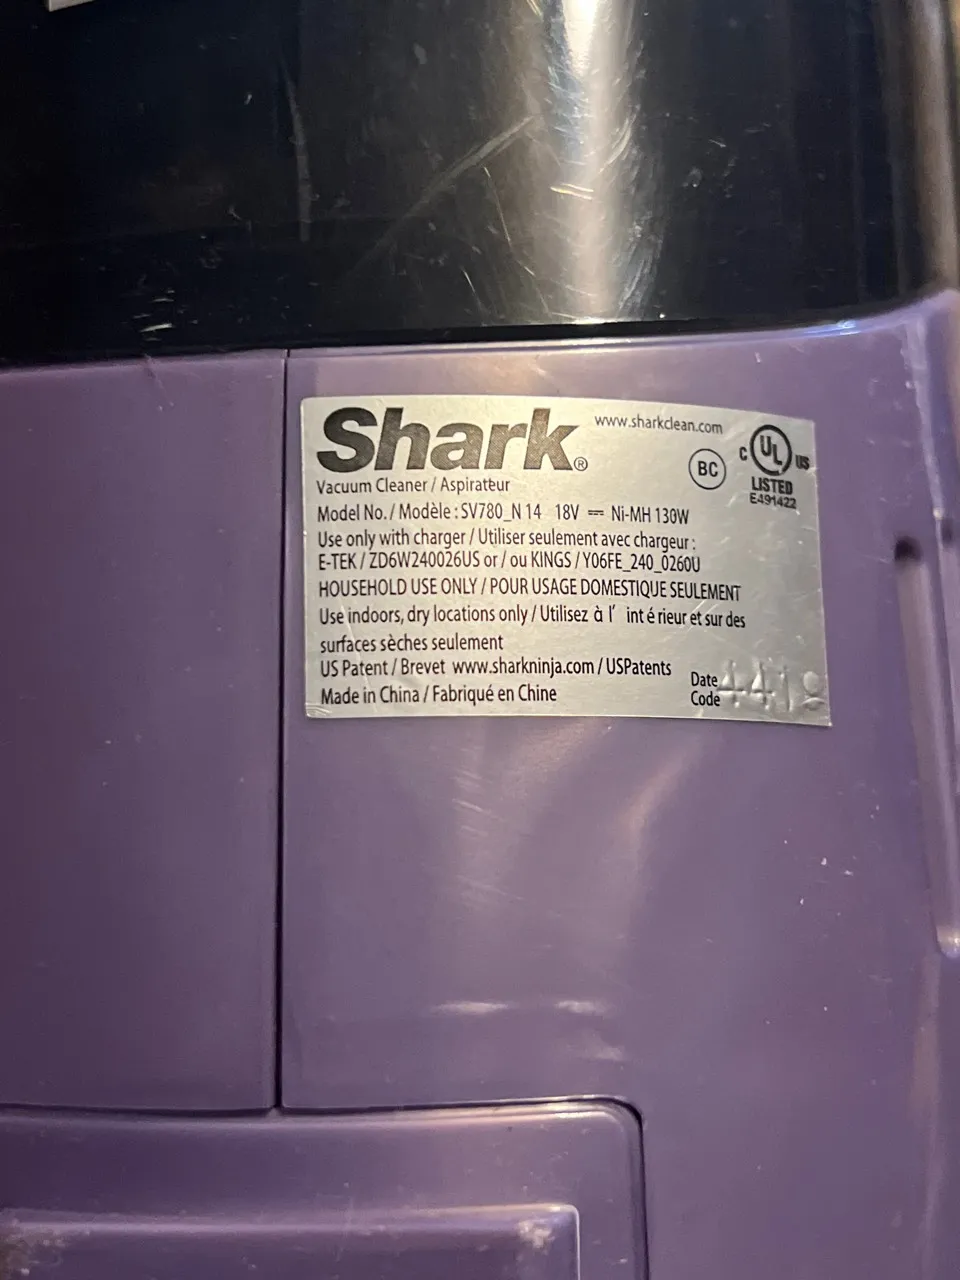 Shark®
www.sharkclean.com
BC
C UL US
LISTED
E491422
Vacuum Cleaner / Aspirateur
Model No. / Modèle : SV780_N 14 18V ⎓ Ni-MH 130W
Use only with charger / Utiliser seulement avec chargeur :
E-TEK / ZD6W240026US or / ou KINGS / Y06FE_240_0260U
HOUSEHOLD USE ONLY / POUR USAGE DOMESTIQUE SEULEMENT
Use indoors, dry locations only / Utilisez à l' int é rieur et sur des
surfaces sèches seulement
US Patent / Brevet www.sharkninja.com / USPatents
Made in China / Fabriqué en Chine
Date
Code